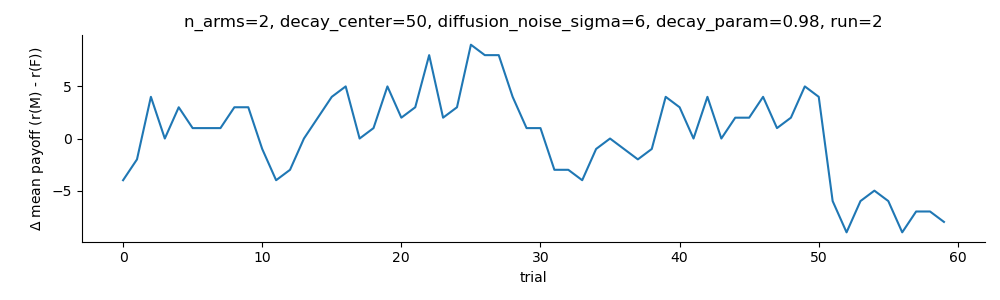 n_arms=2, decay_center=50, diffusion_noise_sigma=6, decay_param=0.98, run=2
Δ mean payoff (r(M) - r(F))
5
0
−5
0 10 20 30 40 50 60
trial